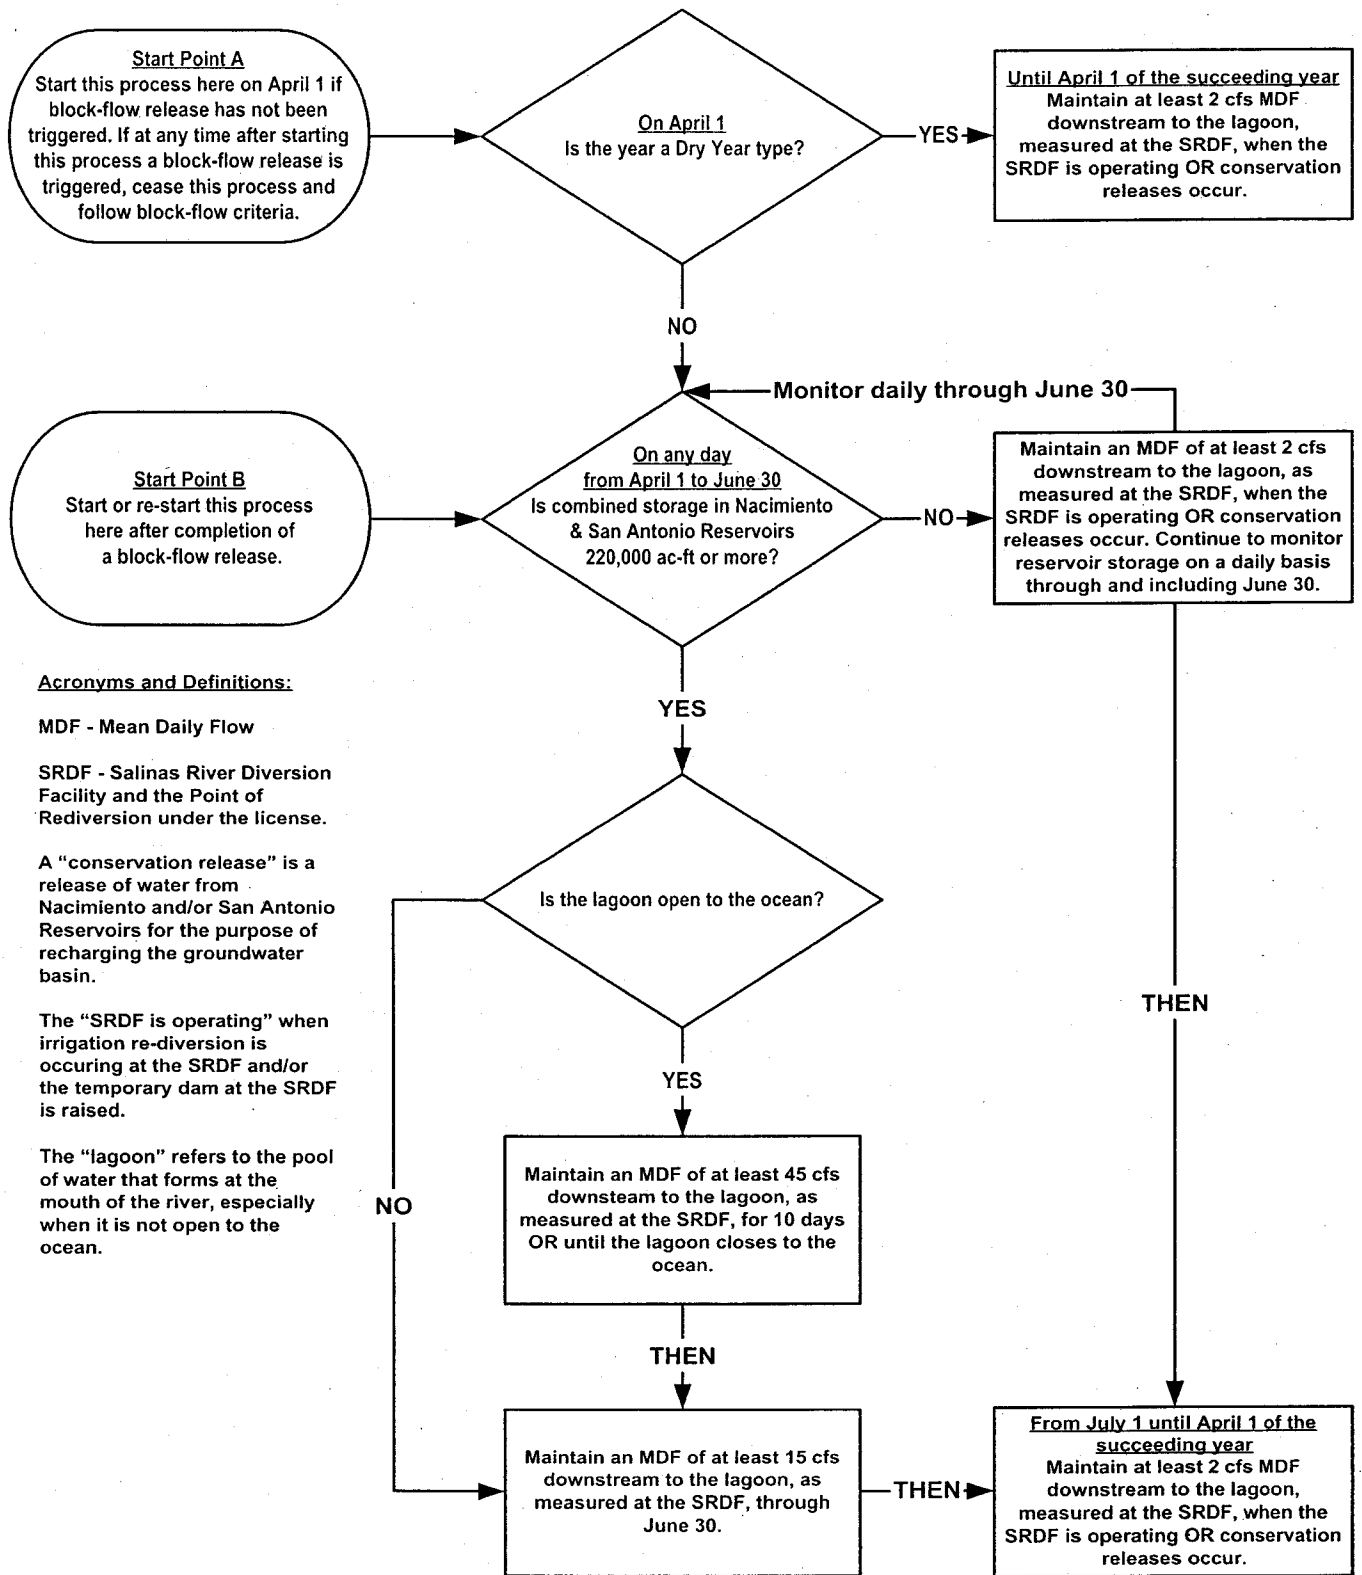 Start Point A
Start this process here on April 1 if
block-flow release has not been
triggered. If at any time after starting
this process a block-flow release is
triggered, cease this process and
follow block-flow criteria.
On April 1
Is the year a Dry Year type?
YES
Until April 1 of the succeeding year
Maintain at least 2 cfs MDF
downstream to the lagoon,
measured at the SRDF, when the
SRDF is operating OR conservation
releases occur.
NO
Monitor daily through June 30
Start Point B
Start or re-start this process
here after completion of
a block-flow release.
On any day
from April 1 to June 30
Is combined storage in Nacimiento
& San Antonio Reservoirs
220,000 ac-ft or more?
NO
Maintain an MDF of at least 2 cfs
downstream to the lagoon, as
measured at the SRDF, when the
SRDF is operating OR conservation
releases occur. Continue to monitor
reservoir storage on a daily basis
through and including June 30.
YES
Acronyms and Definitions:
MDF - Mean Daily Flow
SRDF - Salinas River Diversion
Facility and the Point of
Rediversion under the license.
A “conservation release” is a
release of water from
Nacimiento and/or San Antonio
Reservoirs for the purpose of
recharging the groundwater
basin.
The “SRDF is operating” when
irrigation re-diversion is
occuring at the SRDF and/or
the temporary dam at the SRDF
is raised.
The “lagoon” refers to the pool
of water that forms at the
mouth of the river, especially
when it is not open to the
ocean.
Is the lagoon open to the ocean?
THEN
YES
NO
Maintain an MDF of at least 45 cfs
downsteam to the lagoon, as
measured at the SRDF, for 10 days
OR until the lagoon closes to the
ocean.
THEN
Maintain an MDF of at least 15 cfs
downstream to the lagoon, as
measured at the SRDF, through
June 30.
THEN
From July 1 until April 1 of the
succeeding year
Maintain at least 2 cfs MDF
downstream to the lagoon,
measured at the SRDF, when the
SRDF is operating OR conservation
releases occur.